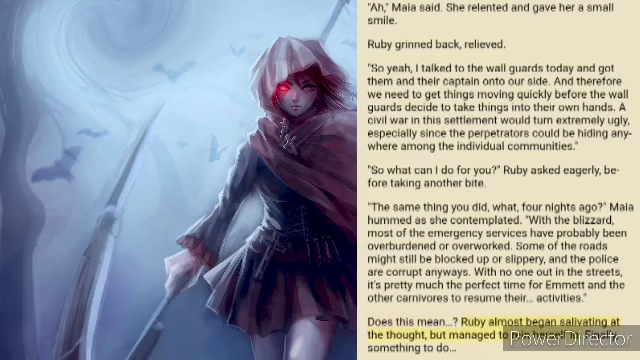 "Ah," Maia said. She relented and gave her a small
smile.
Ruby grinned back, relieved.
"So yeah, I talked to the wall guards today and got
them and their captain onto our side. And therefore
we need to get things moving quickly before the wall
guards decide to take things into their own hands. A
civil war in this settlement would turn extremely ugly,
especially since the perpetrators could be hiding any-
where among the individual communities."
"So what can I do for you?" Ruby asked eagerly, be-
fore taking another bite.
"The same thing you did, what, four nights ago?" Maia
hummed as she contemplated. "With the blizzard,
most of the emergency services have probably been
overburdened or overworked. Some of the roads
might still be blocked up or slippery, and the police
are corrupt anyways. With no one out in the streets,
it's pretty much the perfect time for Emmett and the
other carnivores to resume their... activities."
Does this mean...? Ruby almost began salivating at
the thought, but managed to
something to do...
PowerDirector